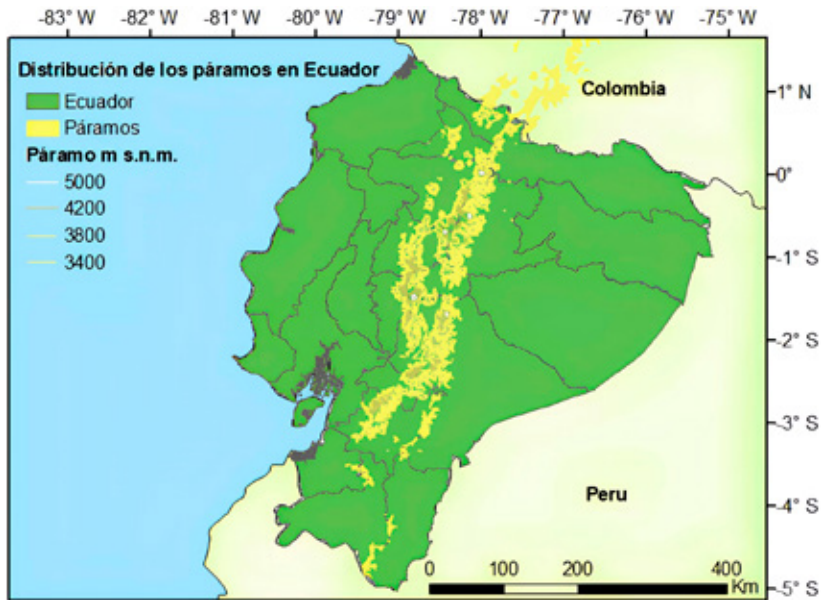 -83° W -82° W -81° W -80° W -79° W -78° W -77° W -76° W -75° W
Distribución de los páramos en Ecuador
Ecuador
Páramos
Páramo m s.n.m.
5000
4200
3800
3400
Colombia
1° N
0°
-1° S
-2° S
-3° S
-4° S
-5° S
Peru
0 100 200 400
Km